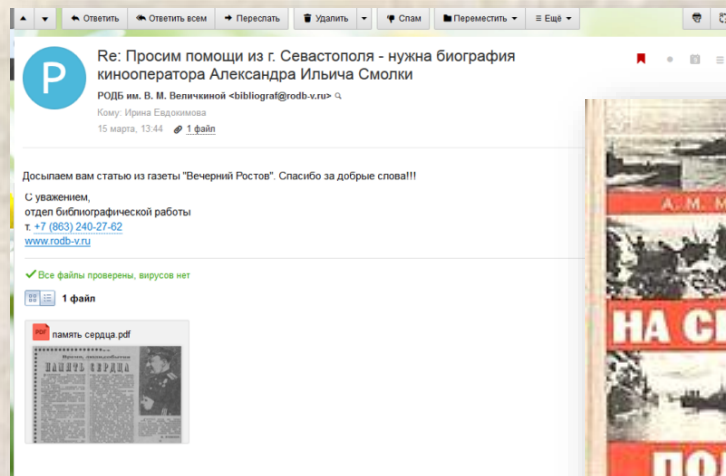 Ответить Ответить всем Переслать Удалить Спам Переместить Ещё
Re: Просим помощи из г. Севастополя - нужна биография
кинооператора Александра Ильича Смолки
Р
РОДБ им. В. М. Величкиной <bibliograf@rodb-v.ru>
Кому: Ирина Евдокимова
15 марта, 13:44 1 файл
Досылаем вам статью из газеты "Вечерний Ростов". Спасибо за добрые слова!!!
С уважением,
отдел библиографической работы
т. +7 (863) 240-27-62
www.rodb-v.ru
Все файлы проверены, вирусов нет
1 файл
PDF память сердца.pdf
ПАМЯТЬ СЕРДЦА
А. М. М
НА С
ПО